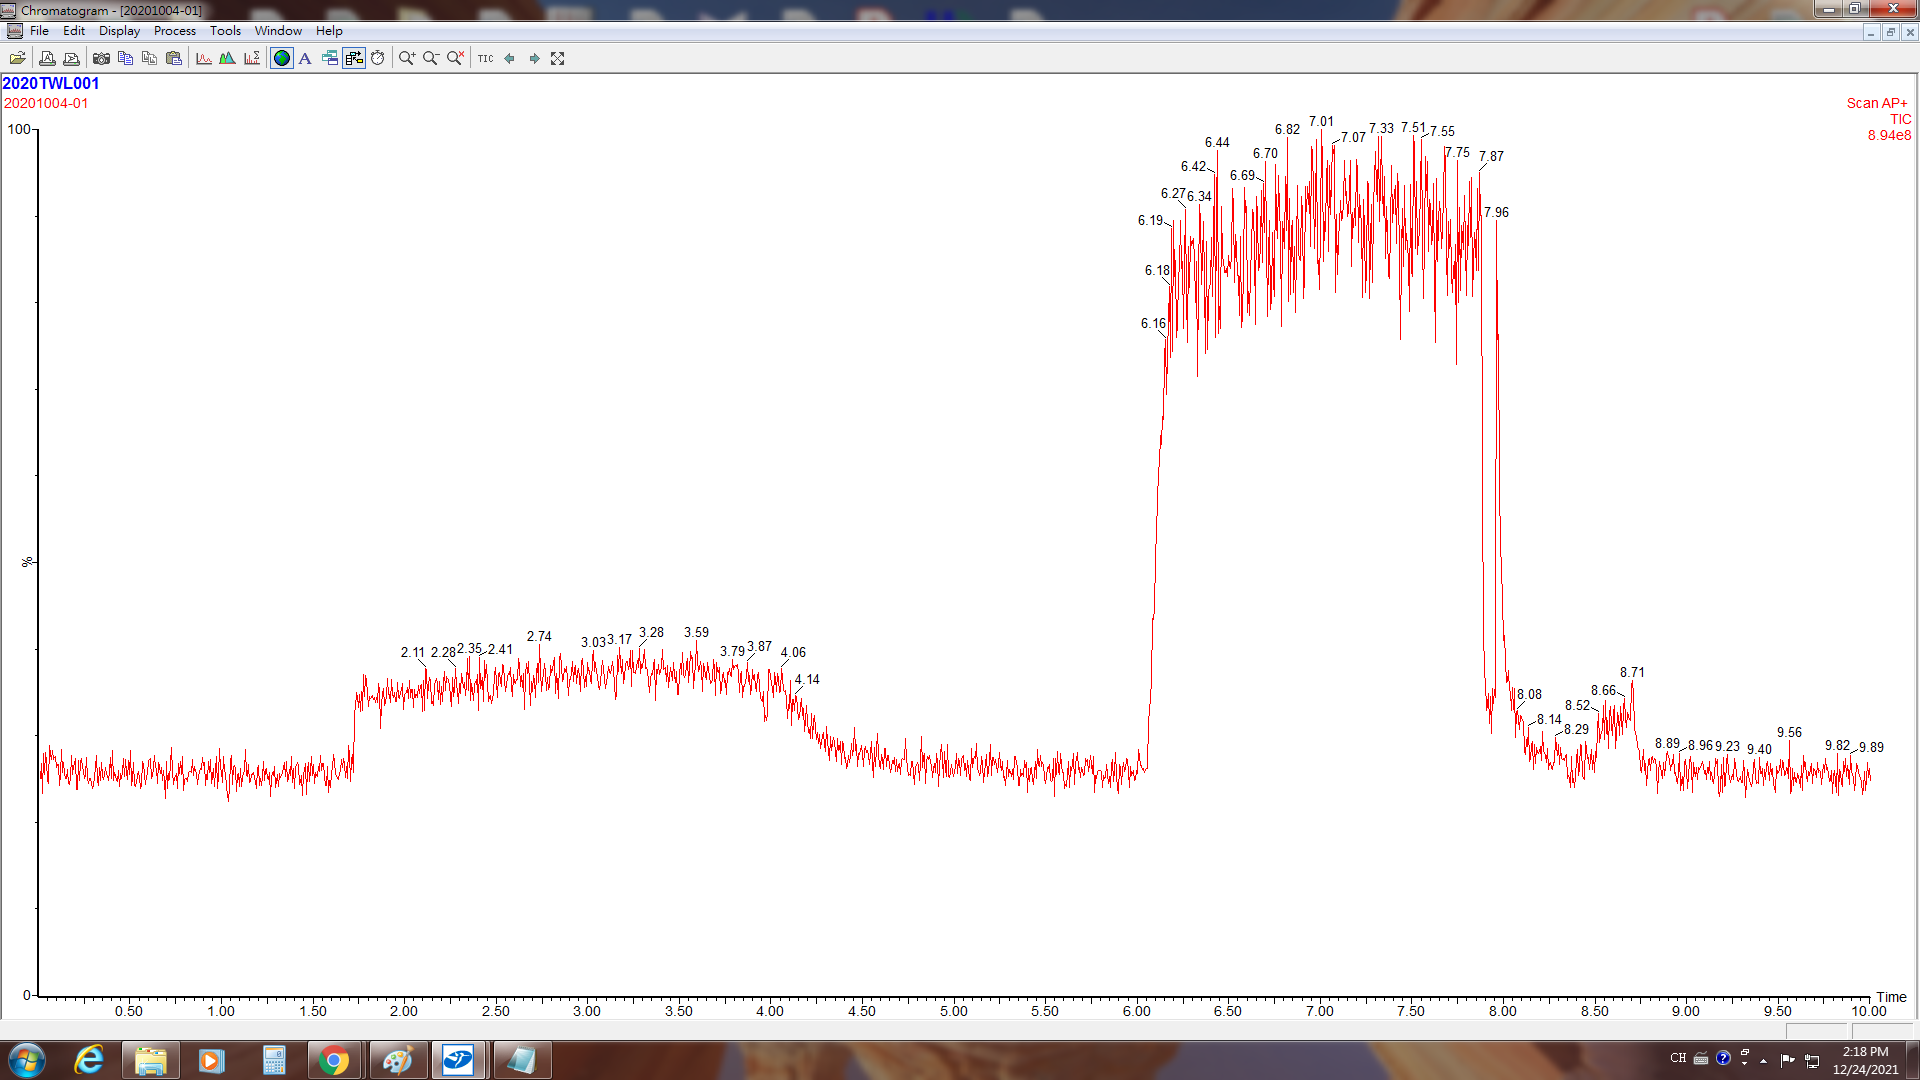 Chromatogram - [20201004-01]
File Edit Display Process Tools Window Help
TIC
2020TWL001
20201004-01
Scan AP+
TIC
8.94e8
100
%
0
7.01
6.82 7.33 7.51 7.55
6.44 7.07
6.70 7.75 7.87
6.42 6.69
6.27 6.34
6.19 7.96
6.18
6.16
2.11 2.28 2.35 2.41 2.74 3.03 3.17 3.28 3.59 3.79 3.87 4.06
4.14
8.08 8.14 8.29 8.52 8.66 8.71
8.89 8.96 9.23 9.40 9.56 9.82 9.89
Time
0.50 1.00 1.50 2.00 2.50 3.00 3.50 4.00 4.50 5.00 5.50 6.00 6.50 7.00 7.50 8.00 8.50 9.00 9.50 10.00
CH
2:18 PM
12/24/2021